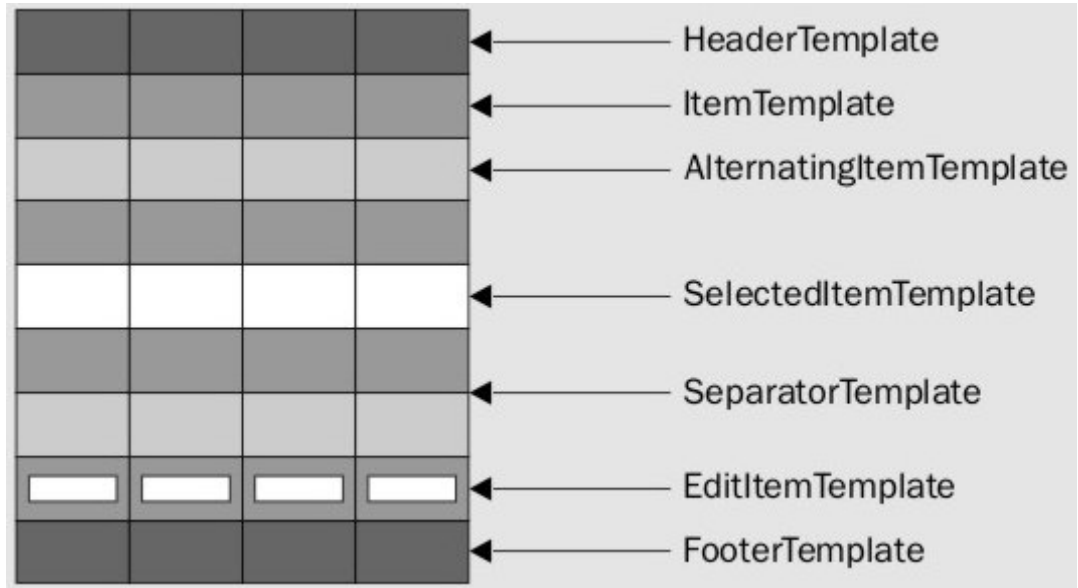 HeaderTemplate
ItemTemplate
AlternatingItemTemplate
SelectedItemTemplate
SeparatorTemplate
EditItemTemplate
FooterTemplate